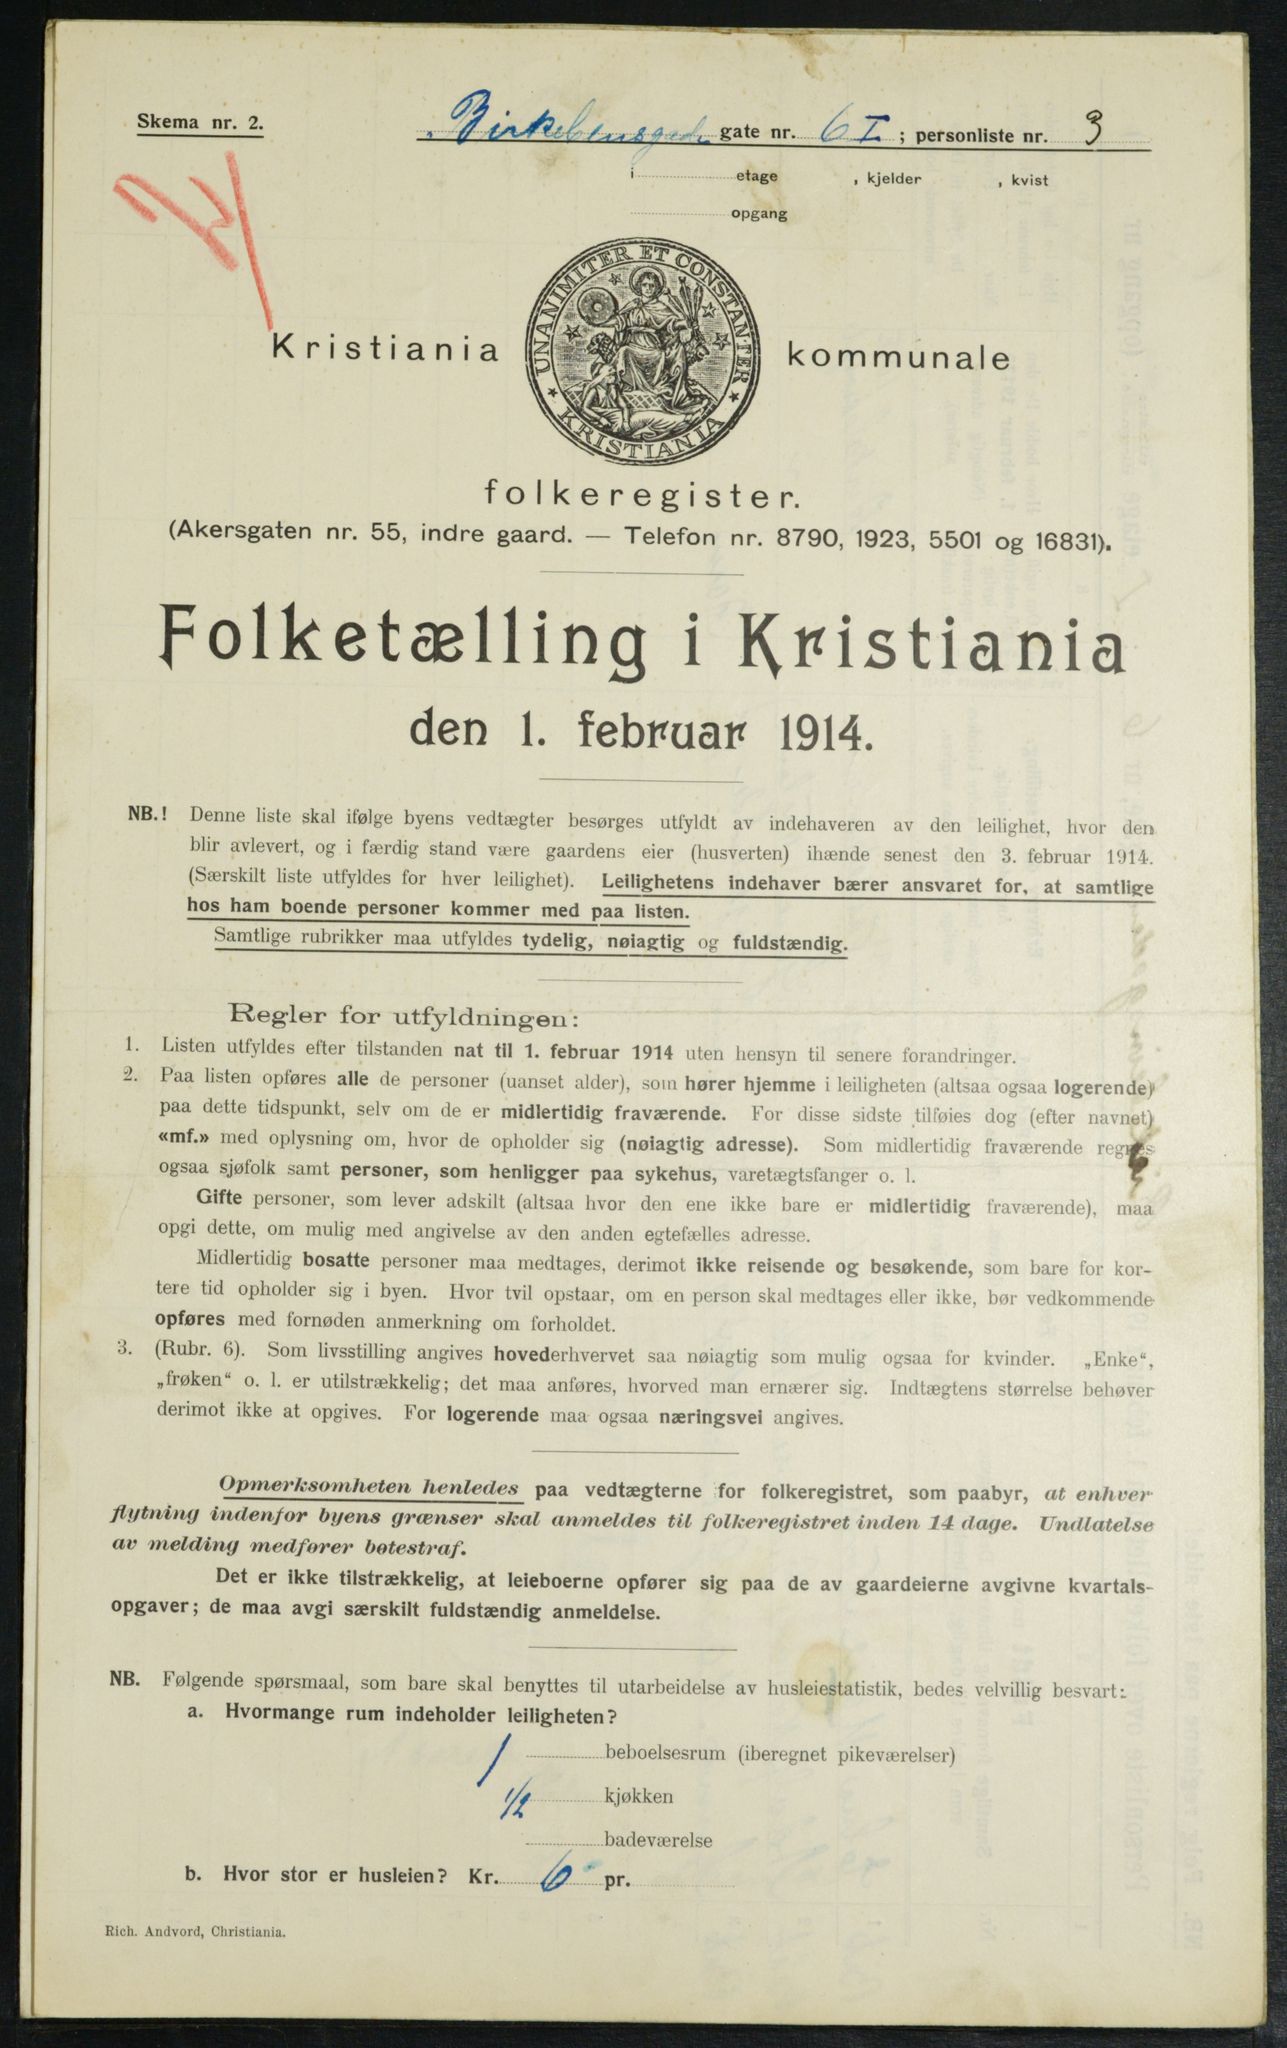 Skema nr. 2.
Birkebensgade gate nr. 6 I ; personliste nr. 3
i etage , kjelder , kvist
opgang
UNANIMITER ET CONSTANTER
KRISTIANIA
Kristiania kommunale
folkeregister.
(Akersgaten nr. 55, indre gaard. — Telefon nr. 8790, 1923, 5501 og 16831).
Folketælling i Kristiania
den 1. februar 1914.
NB.! Denne liste skal ifølge byens vedtægter besørges utfyldt av indehaveren av den leilighet, hvor den
blir avlevert, og i færdig stand være gaardens eier (husverten) ihænde senest den 3. februar 1914.
(Særskilt liste utfyldes for hver leilighet). Leilighetens indehaver bærer ansvaret for, at samtlige
hos ham boende personer kommer med paa listen.
Samtlige rubrikker maa utfyldes tydelig, nøiagtig og fuldstændig.
Regler for utfyldningen:
1. Listen utfyldes efter tilstanden nat til 1. februar 1914 uten hensyn til senere forandringer.
2. Paa listen opføres alle de personer (uanset alder), som hører hjemme i leiligheten (altsaa ogsaa logerende)
paa dette tidspunkt, selv om de er midlertidig fraværende. For disse sidste tilføies dog (efter navnet)
«mf.» med oplysning om, hvor de opholder sig (nøiagtig adresse). Som midlertidig fraværende regnes
ogsaa sjøfolk samt personer, som henligger paa sykehus, varetægtsfanger o. l.
Gifte personer, som lever adskilt (altsaa hvor den ene ikke bare er midlertidig fraværende), maa
opgi dette, om mulig med angivelse av den anden egtefælles adresse.
Midlertidig bosatte personer maa medtages, derimot ikke reisende og besøkende, som bare for kor-
tere tid opholder sig i byen. Hvor tvil opstaar, om en person skal medtages eller ikke, bør vedkommende
opføres med fornøden anmerkning om forholdet.
3. (Rubr. 6). Som livsstilling angives hovederhvervet saa nøiagtig som mulig ogsaa for kvinder. „Enke“,
„frøken“ o. l. er utilstrækkelig; det maa anføres, hvorved man ernærer sig. Indtægtens størrelse behøver
derimot ikke at opgives. For logerende maa ogsaa næringsvei angives.
Opmerksomheten henledes paa vedtægterne for folkeregistret, som paabyr, at enhver
flytning indenfor byens grænser skal anmeldes til folkeregistret inden 14 dage. Undlatelse
av melding medfører bøtestraf.
Det er ikke tilstrækkelig, at leieboerne opfører sig paa de av gaardeierne avgivne kvartals-
opgaver; de maa avgi særskilt fuldstændig anmeldelse.
NB. Følgende spørsmaal, som bare skal benyttes til utarbeidelse av husleiestatistik, bedes velvillig besvart:
a. Hvormange rum indeholder leiligheten?
1 beboelsesrum (iberegnet pikeværelser)
1/2 kjøkken
badeværelse
b. Hvor stor er husleien? Kr. 6 pr.
Rich. Andvord, Christiania.